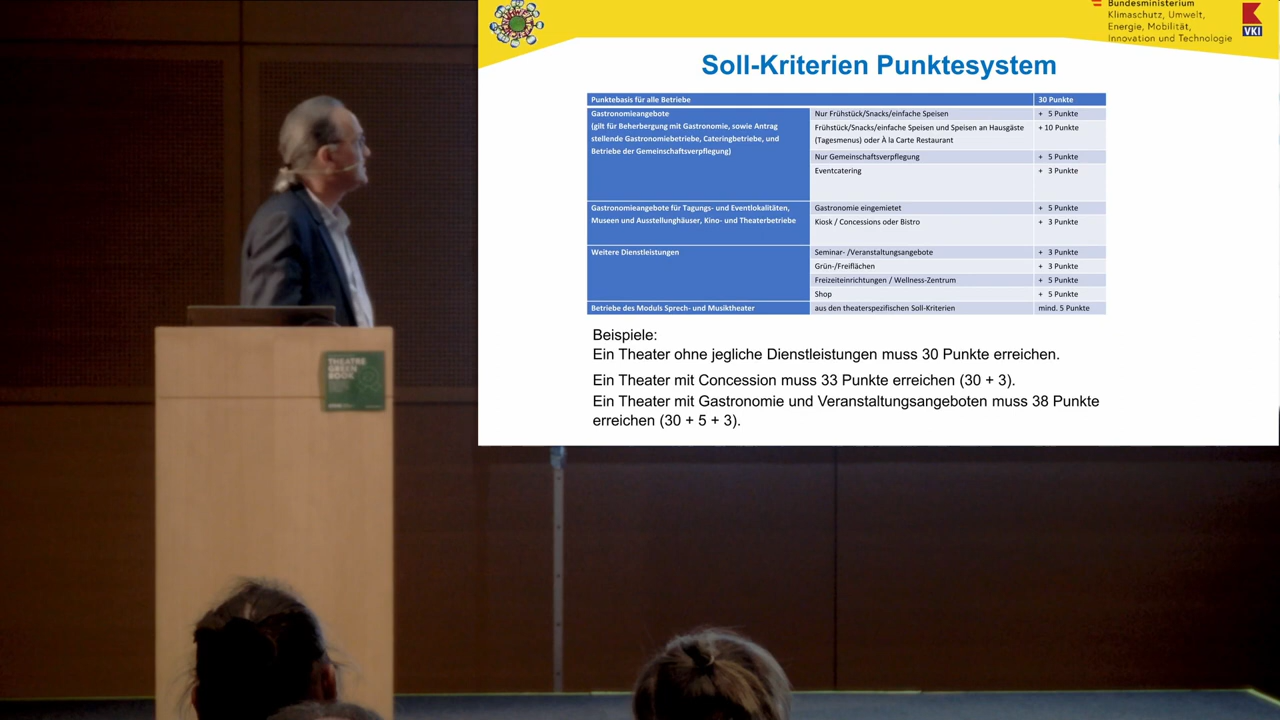 Bundesministerium
Klimaschutz, Umwelt,
Energie, Mobilität,
Innovation und Technologie
VKI
Soll-Kriterien Punktesystem
Punktebasis für alle Betriebe 30 Punkte
Gastronomieangebote
(gilt für Beherbergung mit Gastronomie, sowie Antrag
stellende Gastronomiebetriebe, Cateringbetriebe, und
Betriebe der Gemeinschaftsverpflegung)
Nur Frühstück/Snacks/einfache Speisen + 5 Punkte
Frühstück/Snacks/einfache Speisen und Speisen an Hausgäste + 10 Punkte
(Tagesmenus) oder À la Carte Restaurant
Nur Gemeinschaftsverpflegung + 5 Punkte
Eventcatering + 3 Punkte
Gastronomieangebote für Tagungs- und Eventlokalitäten,
Museen und Ausstellunghäuser, Kino- und Theaterbetriebe
Gastronomie eingemietet + 5 Punkte
Kiosk / Concessions oder Bistro + 3 Punkte
Weitere Dienstleistungen
Seminar- /Veranstaltungsangebote + 3 Punkte
Grün-/Freiflächen + 3 Punkte
Freizeiteinrichtungen / Wellness-Zentrum + 5 Punkte
Shop + 5 Punkte
Betriebe des Moduls Sprech- und Musiktheater aus den theaterspezifischen Soll-Kriterien mind. 5 Punkte
Beispiele:
Ein Theater ohne jegliche Dienstleistungen muss 30 Punkte erreichen.
Ein Theater mit Concession muss 33 Punkte erreichen (30 + 3).
Ein Theater mit Gastronomie und Veranstaltungsangeboten muss 38 Punkte
erreichen (30 + 5 + 3).
THEATRE
GREEN
BOOK